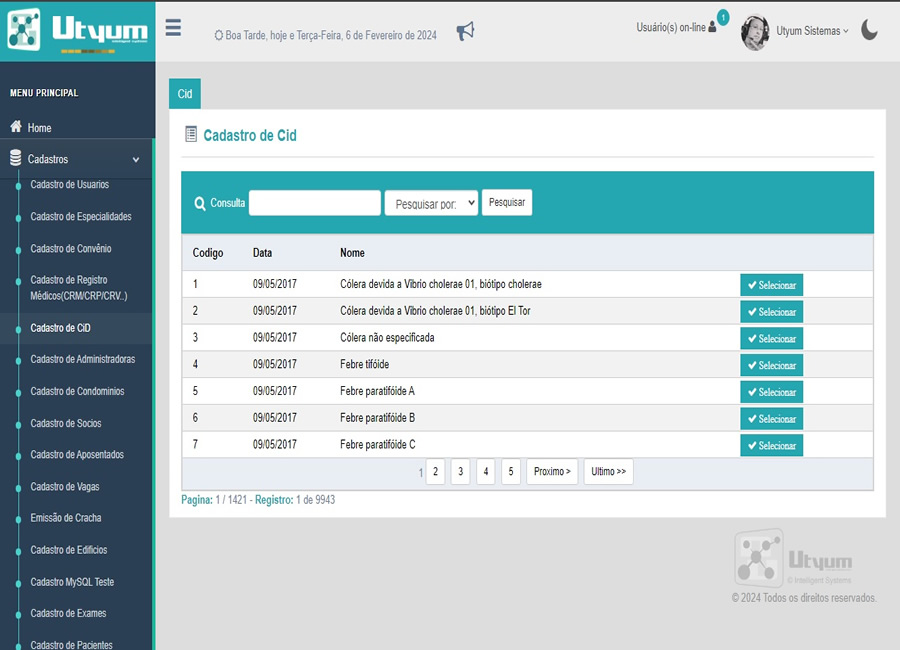 Utyum
Boa Tarde, hoje e Terça-Feira, 6 de Fevereiro de 2024
Usuário(s) on-line
1
Utyum Sistemas
MENU PRINCIPAL
Home
Cadastros
Cadastro de Usuarios
Cadastro de Especialidades
Cadastro de Convênio
Cadastro de Registro
Médicos(CRM/CRP/CRV..)
Cadastro de CiD
Cadastro de Administradoras
Cadastro de Condominios
Cadastro de Socios
Cadastro de Aposentados
Cadastro de Vagas
Emissão de Cracha
Cadastro de Edificios
Cadastro MySQL Teste
Cadastro de Exames
Cadastro de Pacientes
Cid
Cadastro de Cid
Consulta Pesquisar por: Pesquisar
Codigo Data Nome
1 09/05/2017 Cólera devida a Vibrio cholerae 01, biótipo cholerae Selecionar
2 09/05/2017 Cólera devida a Vibrio cholerae 01, biótipo El Tor Selecionar
3 09/05/2017 Cólera não especificada Selecionar
4 09/05/2017 Febre tifóide Selecionar
5 09/05/2017 Febre paratifóide A Selecionar
6 09/05/2017 Febre paratifóide B Selecionar
7 09/05/2017 Febre paratifóide C Selecionar
1 2 3 4 5 Proximo > Ultimo >>
Pagina: 1 / 1421 - Registro: 1 de 9943
Utyum
© Intelligent Systems
© 2024 Todos os direitos reservados.